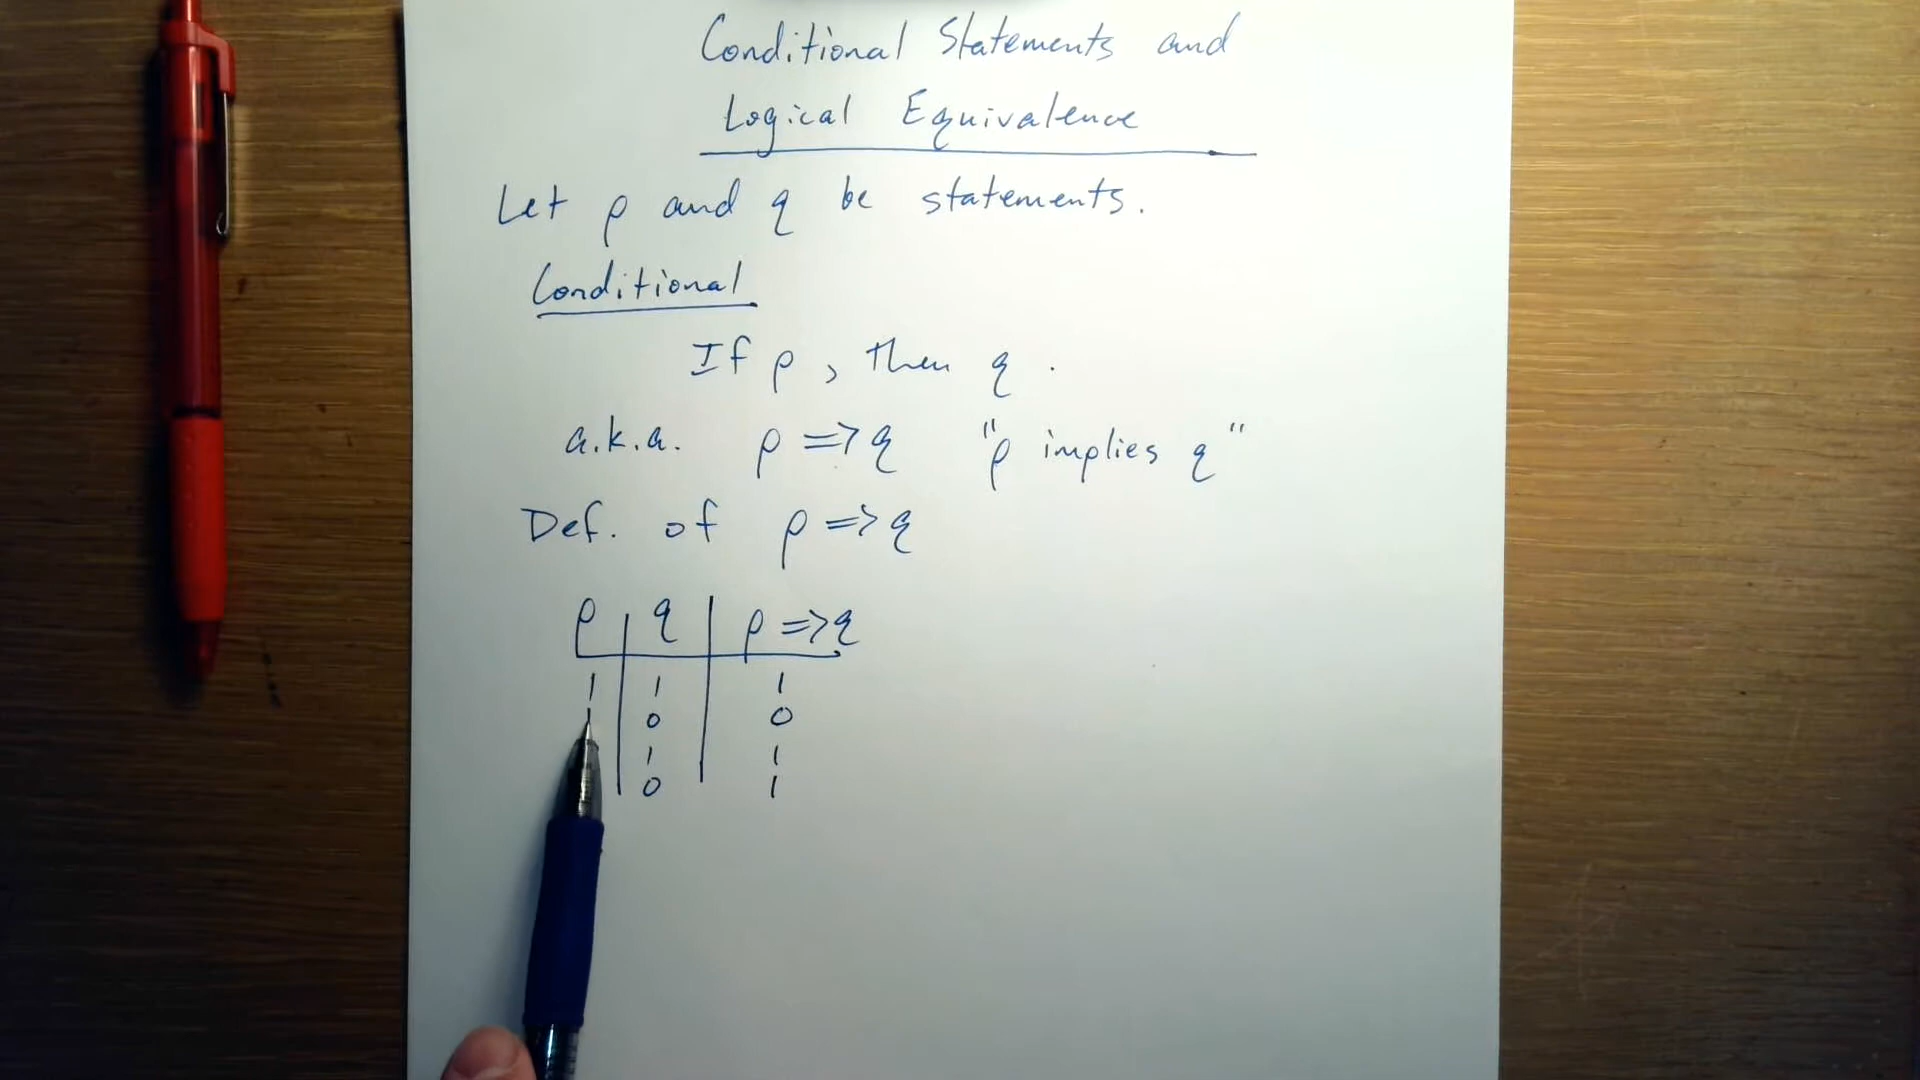 Conditional Statements and
Logical Equivalence
Let p and q be statements.
Conditional
If p, then q.
a.k.a. p => q "p implies q"
Def. of p => q
p q p => q
1 1 1
1 0 0
1 1
0 1